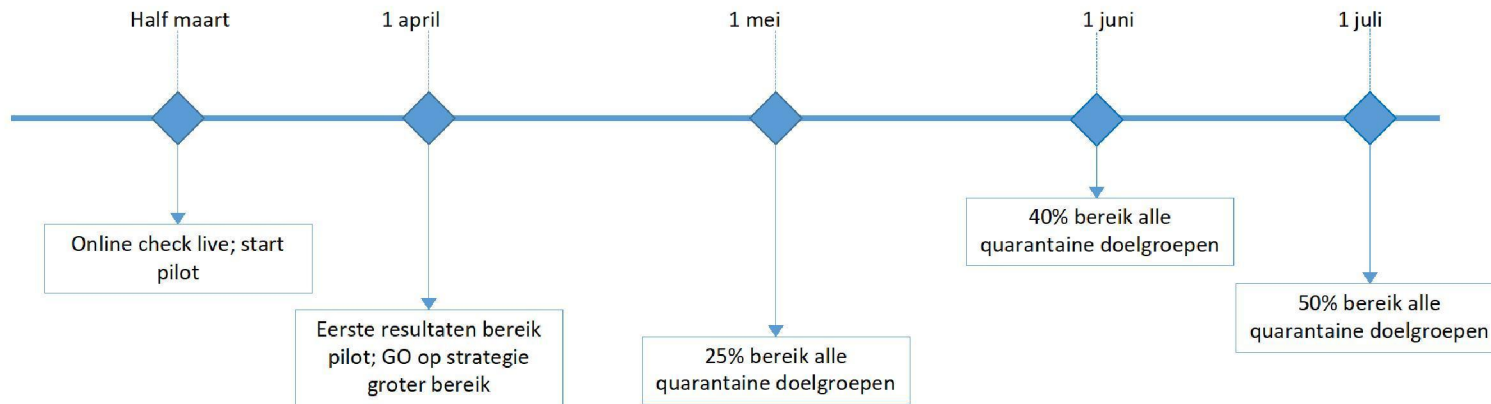 Half maart
1 april
1 mei
1 juni
1 juli
Online check live; start
pilot
Eerste resultaten bereik
pilot; GO op strategie
groter bereik
25% bereik alle
quarantaine doelgroepen
40% bereik alle
quarantaine doelgroepen
50% bereik alle
quarantaine doelgroepen